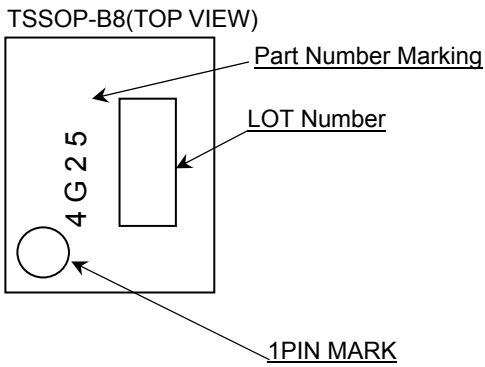 TSSOP-B8(TOP VIEW)
Part Number Marking
LOT Number
4G25
1PIN MARK